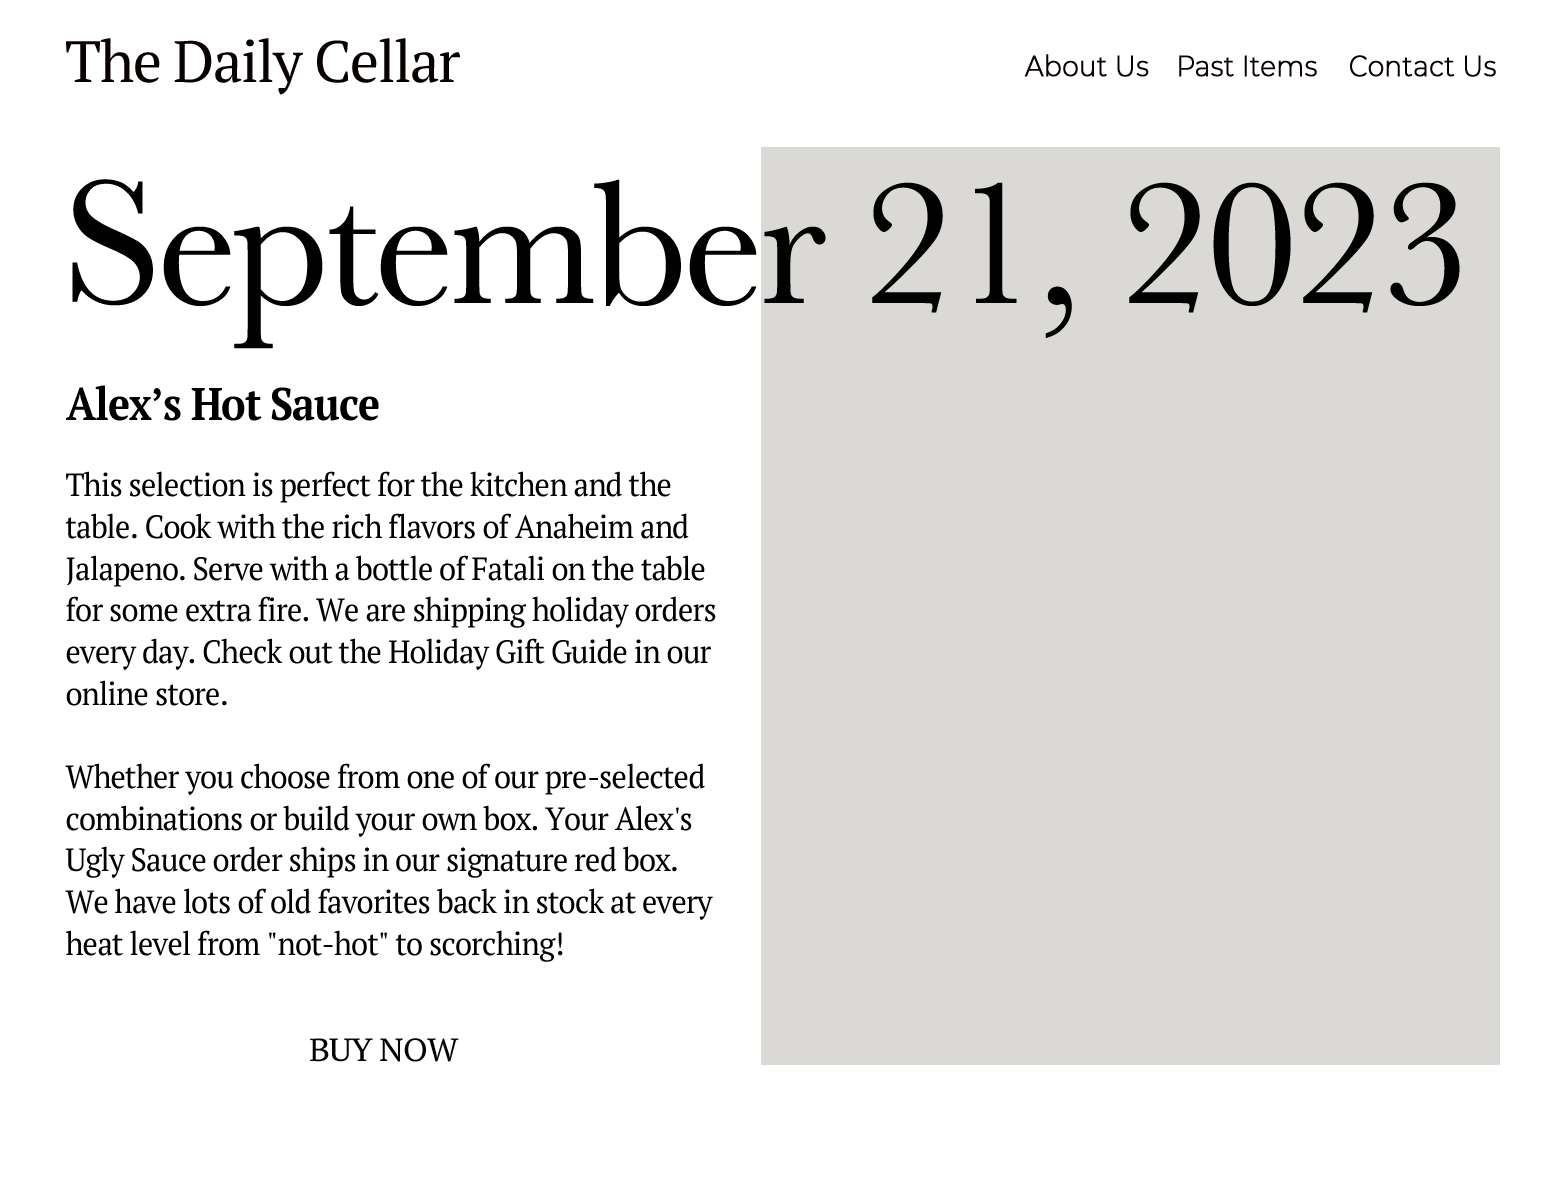 The Daily Cellar
About Us Past Items Contact Us
September 21, 2023
Alex’s Hot Sauce
This selection is perfect for the kitchen and the
table. Cook with the rich flavors of Anaheim and
Jalapeno. Serve with a bottle of Fatali on the table
for some extra fire. We are shipping holiday orders
every day. Check out the Holiday Gift Guide in our
online store.
Whether you choose from one of our pre-selected
combinations or build your own box. Your Alex's
Ugly Sauce order ships in our signature red box.
We have lots of old favorites back in stock at every
heat level from "not-hot" to scorching!
BUY NOW